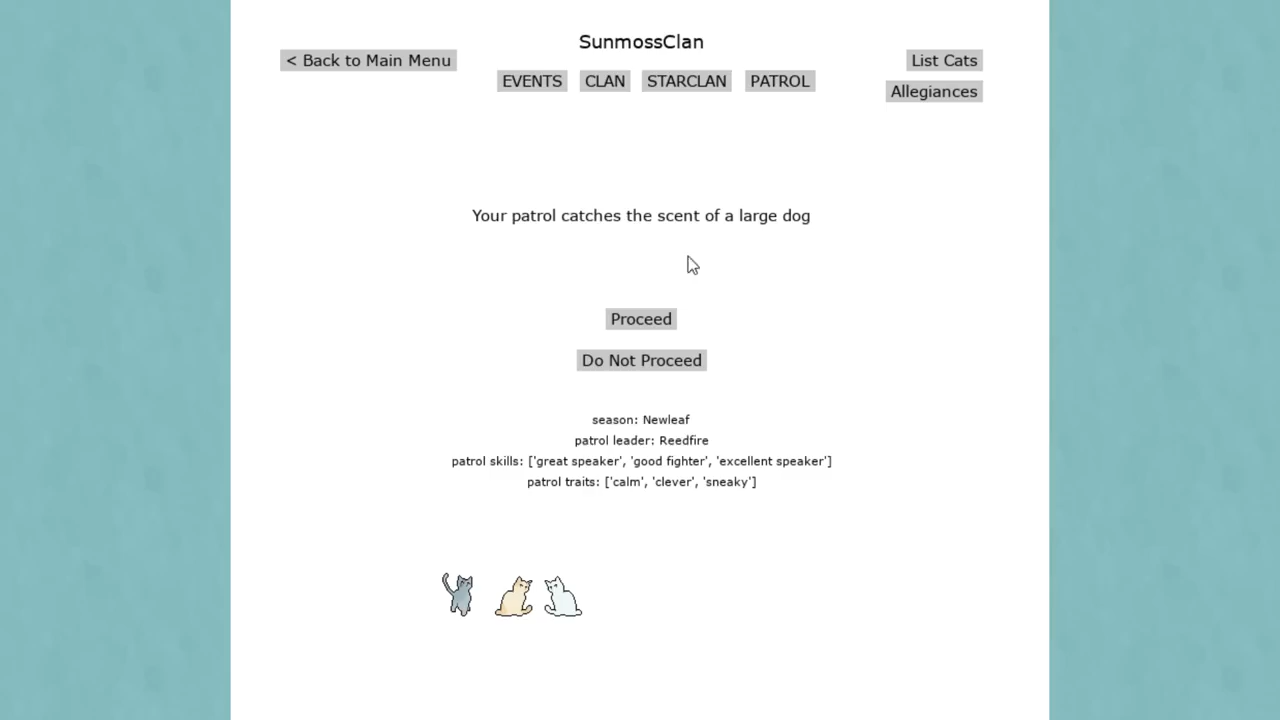 SunmossClan
< Back to Main Menu
List Cats
EVENTS CLAN STARCLAN PATROL
Allegiances
Your patrol catches the scent of a large dog
Proceed
Do Not Proceed
season: Newleaf
patrol leader: Reedfire
patrol skills: ['great speaker', 'good fighter', 'excellent speaker']
patrol traits: ['calm', 'clever', 'sneaky']